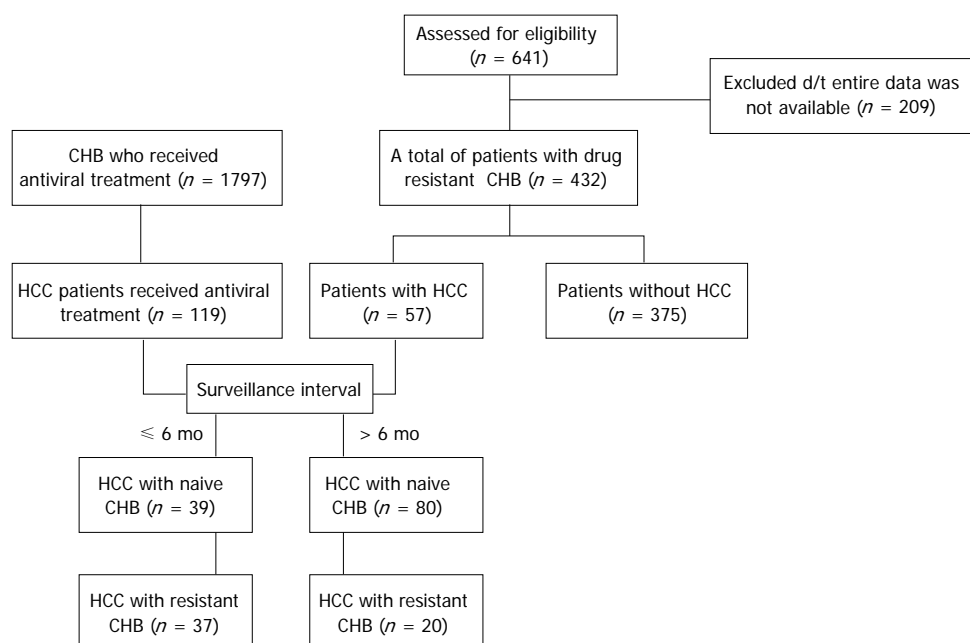 Assessed for eligibility
(n = 641)
Excluded d/t entire data was
not available (n = 209)
CHB who received
antiviral treatment (n = 1797)
A total of patients with drug
resistant CHB (n = 432)
HCC patients received antiviral
treatment (n = 119)
Patients with HCC
(n = 57)
Patients without HCC
(n = 375)
Surveillance interval
≤ 6 mo
> 6 mo
HCC with naive
CHB (n = 39)
HCC with naive
CHB (n = 80)
HCC with resistant
CHB (n = 37)
HCC with resistant
CHB (n = 20)